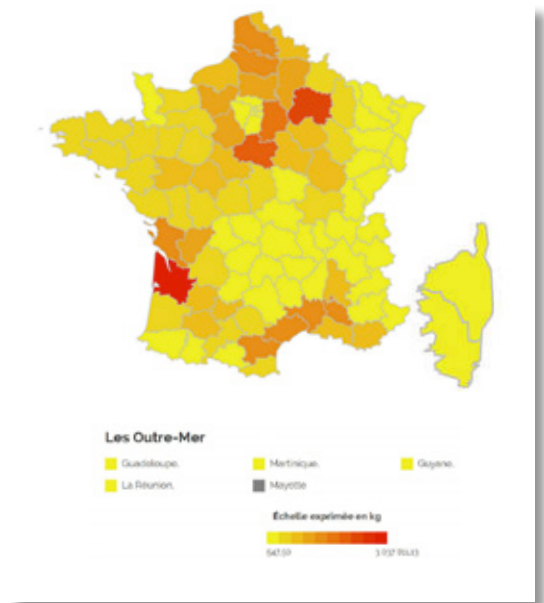 Les Outre-Mer
Guadeloupe,
Martinique,
Guyane,
La Réunion,
Mayotte
Échelle exprimée en kg